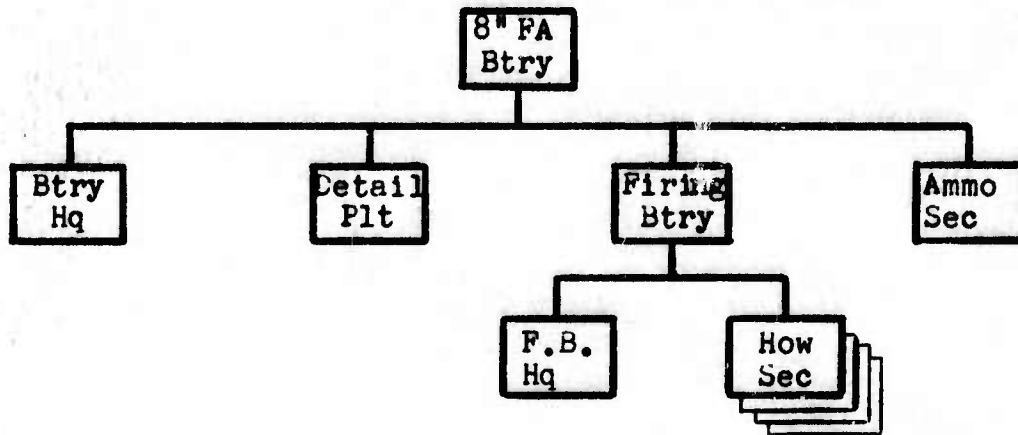 8" FA
Btry
Btry
Hq
Detail
Plt
Firing
Btry
Ammo
Sec
F.B.
Hq
How
Sec